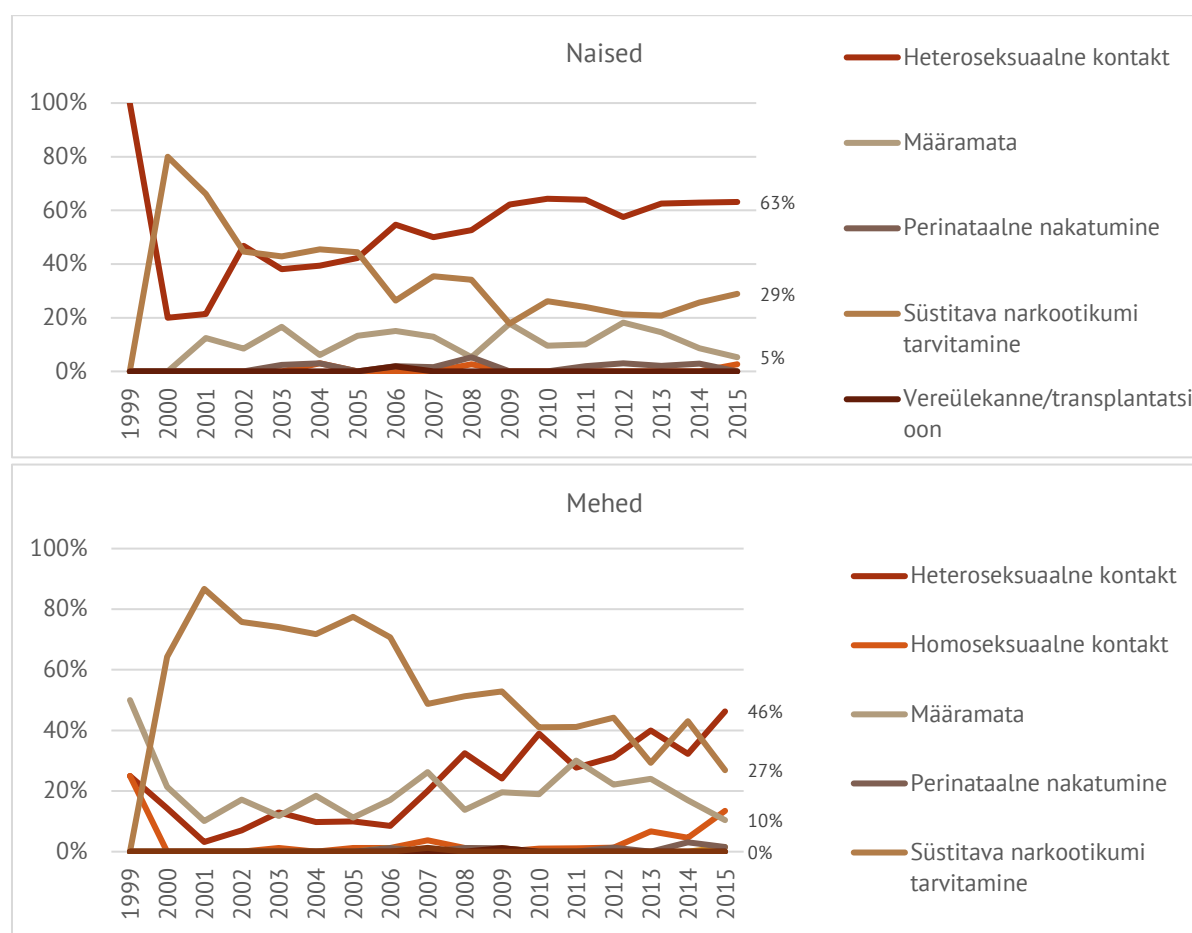 Naised
100%
80%
60%
40%
20%
0%
63%
29%
5%
1999 2000 2001 2002 2003 2004 2005 2006 2007 2008 2009 2010 2011 2012 2013 2014 2015
Heteroseksuaalne kontakt
Määramata
Perinataalne nakatumine
Süstitava narkootikumi
tarvitamine
Vereülekanne/transplantatsi
oon
Mehed
100%
80%
60%
40%
20%
0%
46%
27%
10%
0%
1999 2000 2001 2002 2003 2004 2005 2006 2007 2008 2009 2010 2011 2012 2013 2014 2015
Heteroseksuaalne kontakt
Homoseksuaalne kontakt
Määramata
Perinataalne nakatumine
Süstitava narkootikumi
tarvitamine